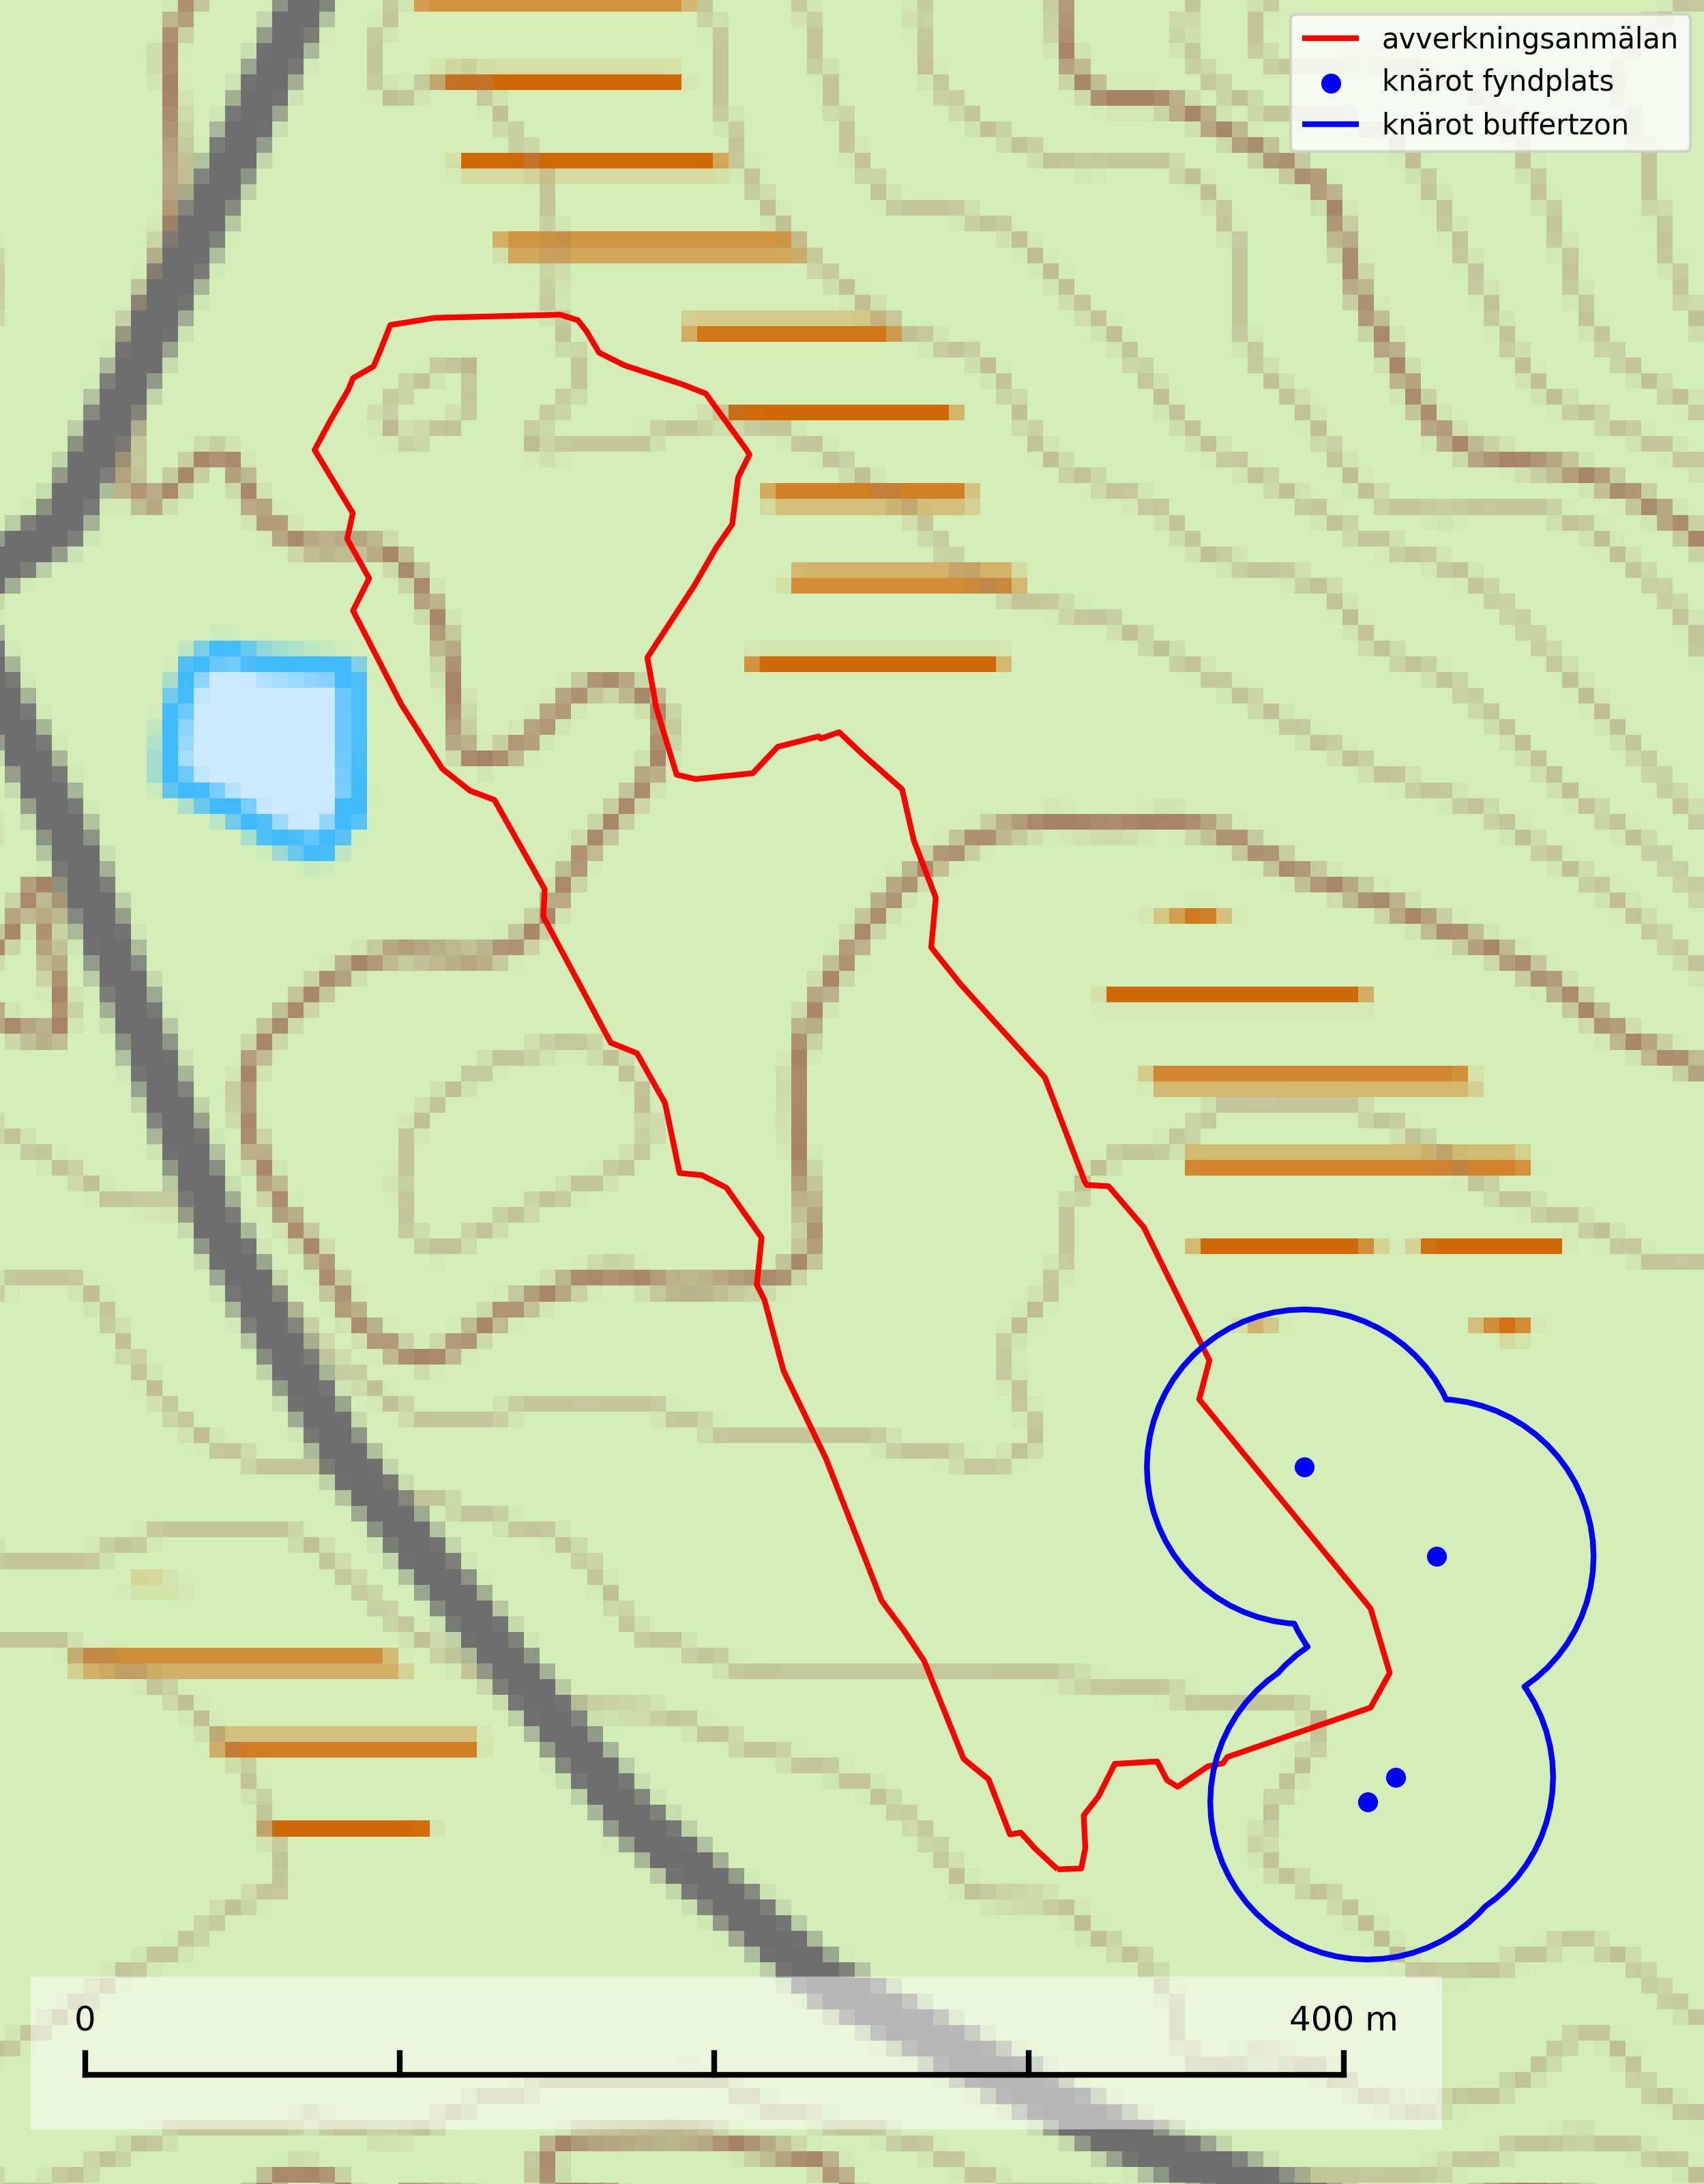 avverkningsanmälan
knärot fyndplats
knärot buffertzon
0 400 m